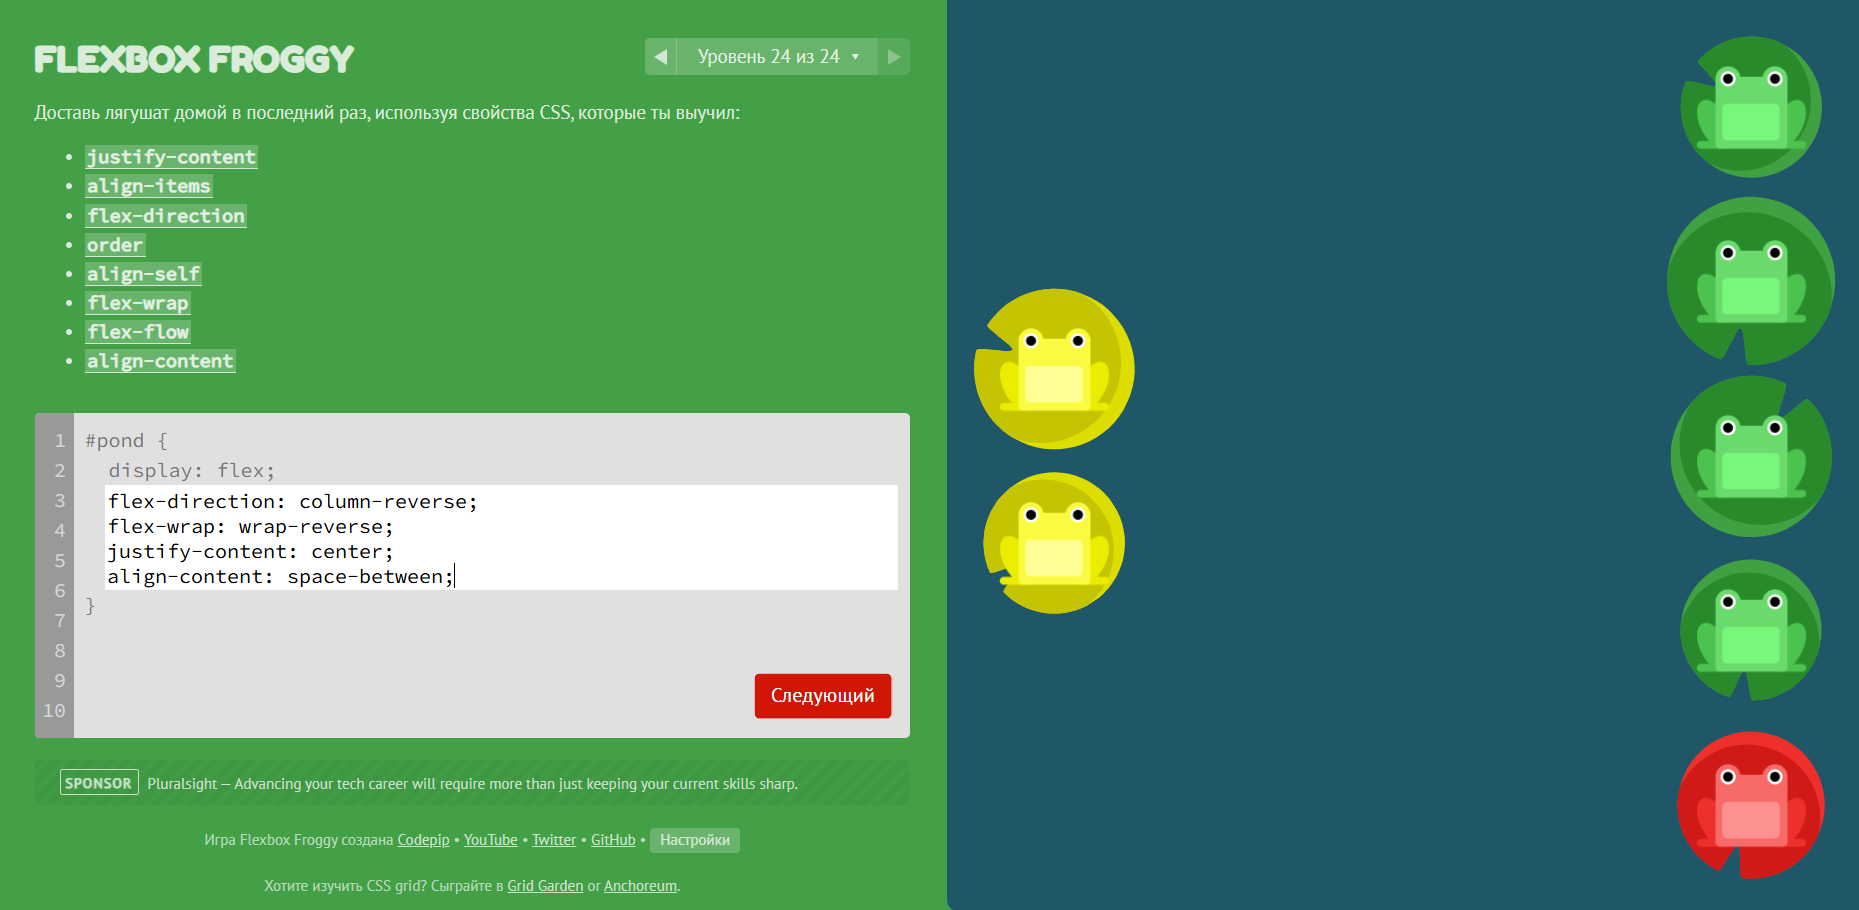 FLEXBOX FROGGY
◀ Уровень 24 из 24 ▼ ▶
Доставь лягушат домой в последний раз, используя свойства CSS, которые ты выучил:
• justify-content
• align-items
• flex-direction
• order
• align-self
• flex-wrap
• flex-flow
• align-content
1 #pond {
2 display: flex;
3 flex-direction: column-reverse;
4 flex-wrap: wrap-reverse;
5 justify-content: center;
6 align-content: space-between;
7 }
8
9
10
Следующий
SPONSOR Pluralsight — Advancing your tech career will require more than just keeping your current skills sharp.
Игра Flexbox Froggy создана Codepip • YouTube • Twitter • GitHub • Настройки
Хотите изучить CSS grid? Сыграйте в Grid Garden or Anchoreum.